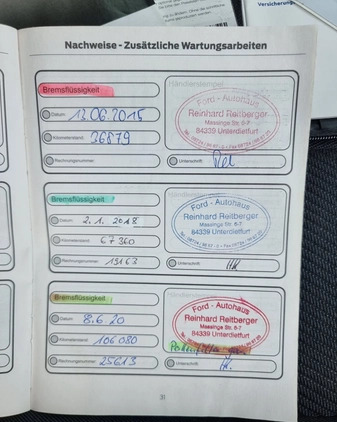 Nachweise - Zusätzliche Wartungsarbeiten
Bremsflüssigkeit
Händlerstempel
Datum: 12.06.2015
Kilometerstand: 36879
Rechnungsnummer:
Unterschrift:
Ford - Autohaus
Reinhard Reitberger
Massinge Str. 6-7
84339 Unterdietfurt
Bremsflüssigkeit
Datum: 2.1.2018
Kilometerstand: 67360
Rechnungsnummer: 19163
Unterschrift:
Ford - Autohaus
Reinhard Reitberger
Massinge Str. 6-7
84339 Unterdietfurt
Bremsflüssigkeit
Datum: 8.6.20
Kilometerstand: 106080
Rechnungsnummer: 25613
Unterschrift:
Ford - Autohaus
Reinhard Reitberger
Massinge Str. 6-7
84339 Unterdietfurt
31